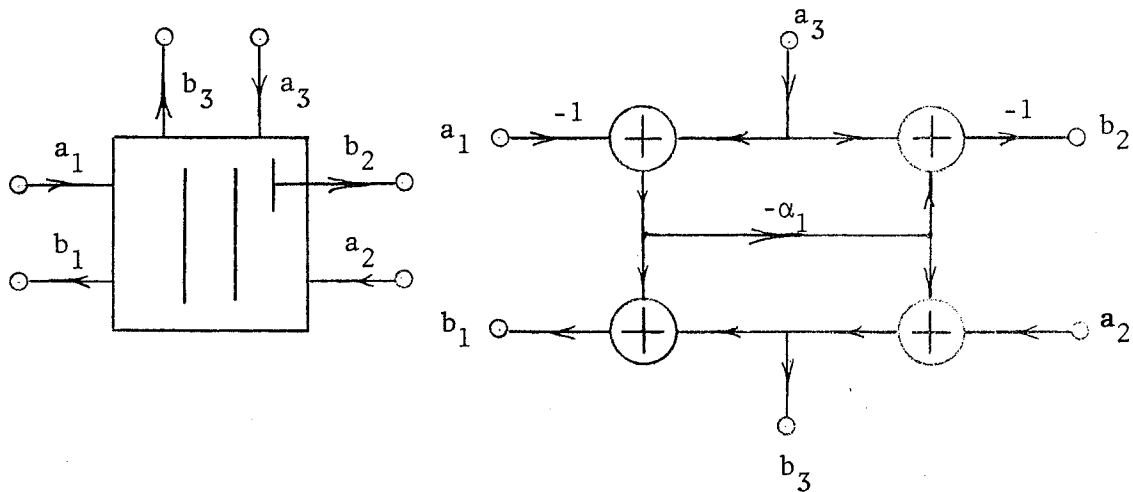 b₃
a₃
a₁
b₂
b₁
a₂
a₃
a₁
-1
+
+
-1
b₂
-α₁
b₁
+
+
a₂
b₃